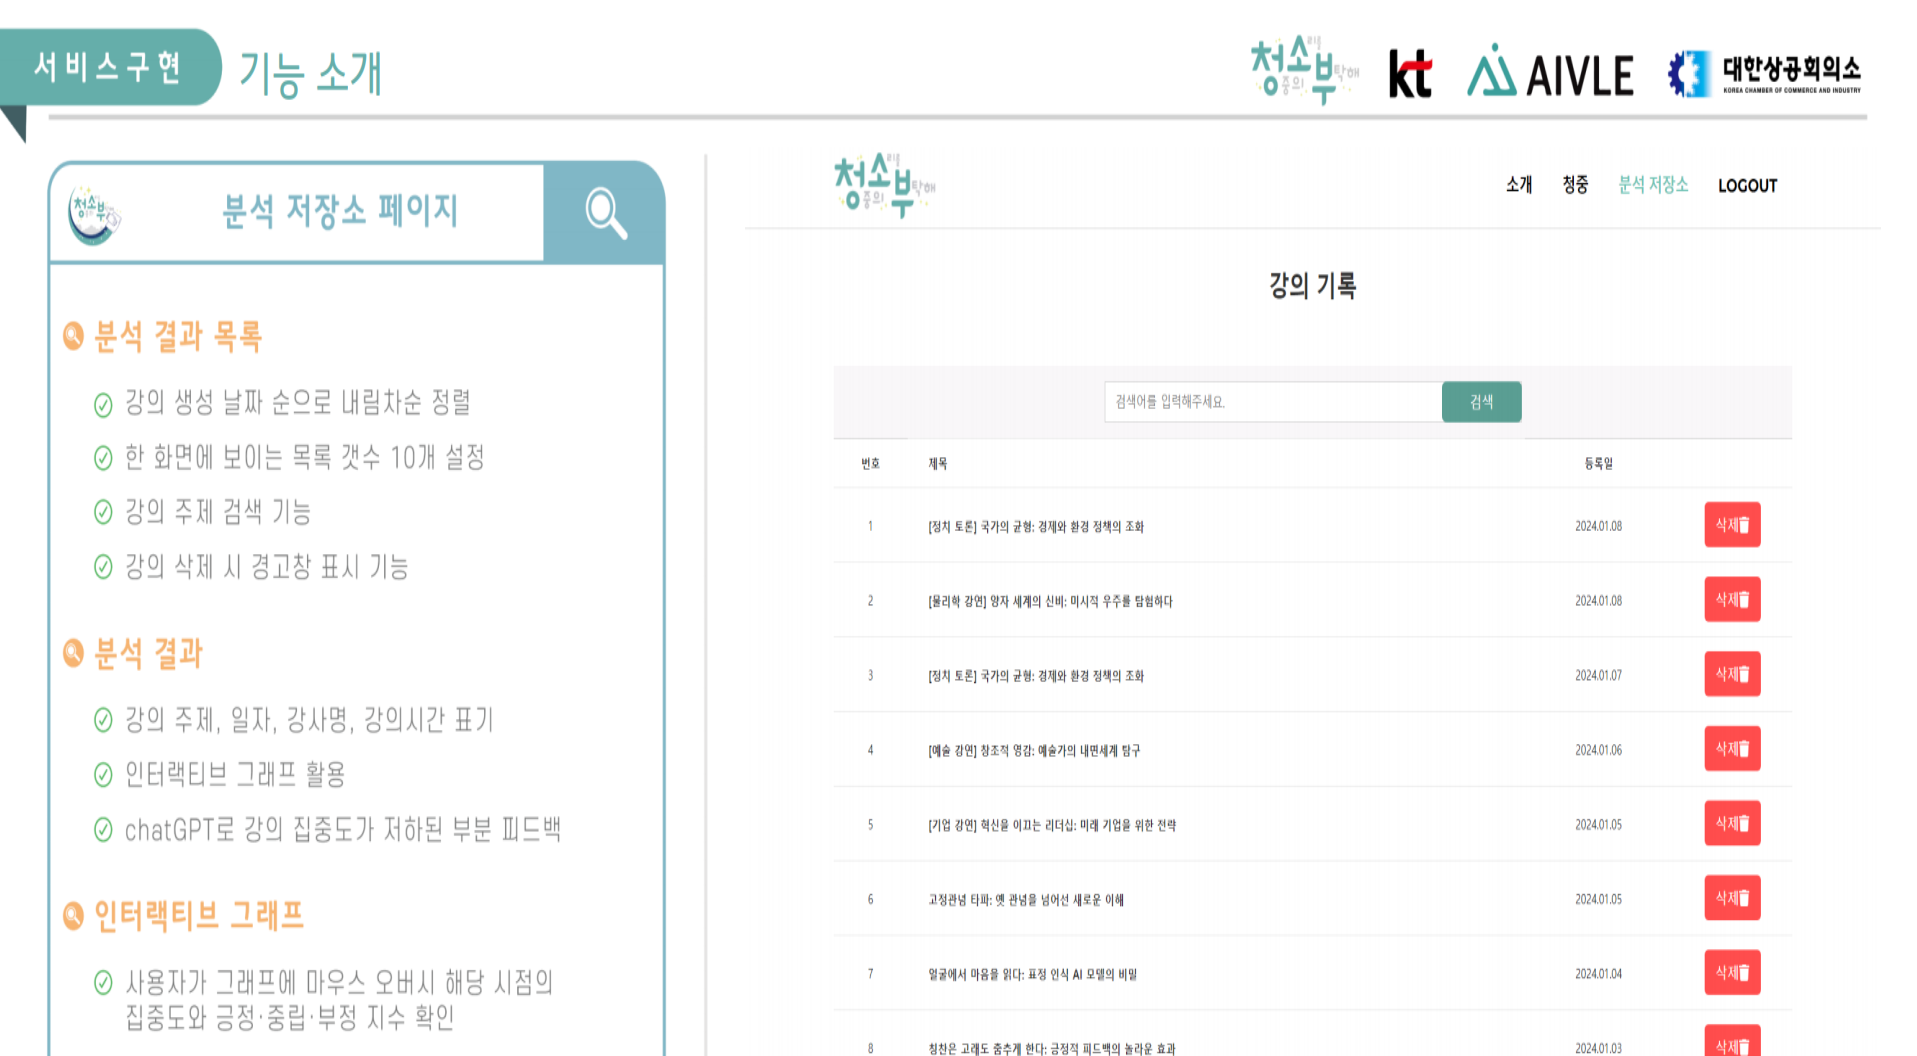 서비스구현
기능 소개
청소부
리를
중의
탁해
kt
AIVLE
대한상공회의소
KOREA CHAMBER OF COMMERCE AND INDUSTRY
청소부
분석 저장소 페이지
분석 결과 목록
강의 생성 날짜 순으로 내림차순 정렬
한 화면에 보이는 목록 갯수 10개 설정
강의 주제 검색 기능
강의 삭제 시 경고창 표시 기능
분석 결과
강의 주제, 일자, 강사명, 강의시간 표기
인터랙티브 그래프 활용
chatGPT로 강의 집중도가 저하된 부분 피드백
인터랙티브 그래프
사용자가 그래프에 마우스 오버시 해당 시점의
집중도와 긍정·중립·부정 지수 확인
청소부
리를
중의
탁해
소개 청중 분석 저장소 LOGOUT
강의 기록
검색어를 입력해주세요. 검색
번호 제목 등록일
1 [정치 토론] 국가의 균형: 경제와 환경 정책의 조화 2024.01.08 삭제
2 [물리학 강연] 양자 세계의 신비: 미시적 우주를 탐험하다 2024.01.08 삭제
3 [정치 토론] 국가의 균형: 경제와 환경 정책의 조화 2024.01.07 삭제
4 [예술 강연] 창조적 영감: 예술가의 내면세계 탐구 2024.01.06 삭제
5 [기업 강연] 혁신을 이끄는 리더십: 미래 기업을 위한 전략 2024.01.05 삭제
6 고정관념 타파: 옛 관념을 넘어선 새로운 이해 2024.01.05 삭제
7 얼굴에서 마음을 읽다: 표정 인식 AI 모델의 비밀 2024.01.04 삭제
8 칭찬은 고래도 춤추게 한다: 긍정적 피드백의 놀라운 효과 2024.01.03 삭제